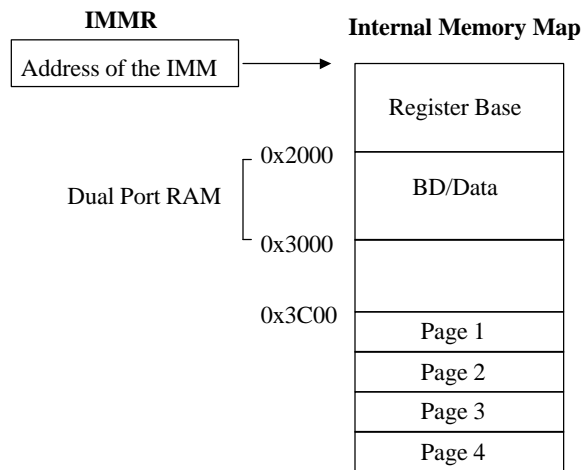 IMMR
Internal Memory Map
Address of the IMM
Register Base
0x2000
Dual Port RAM
BD/Data
0x3000
0x3C00
Page 1
Page 2
Page 3
Page 4